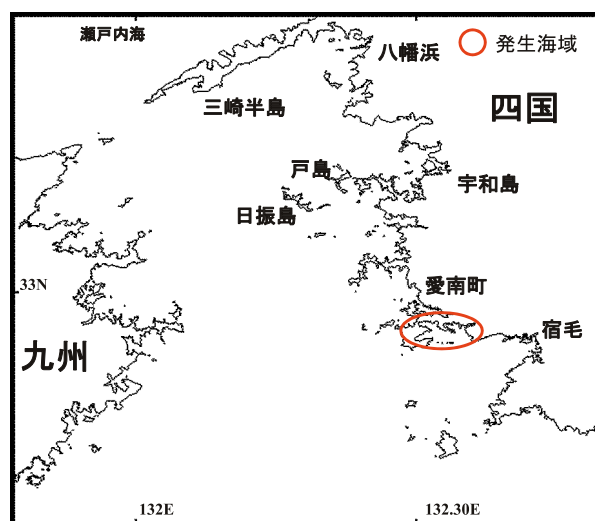 瀬戸内海
八幡浜
発生海域
三崎半島
四国
戸島
宇和島
日振島
愛南町
33N
宿毛
九州
132E
132.30E